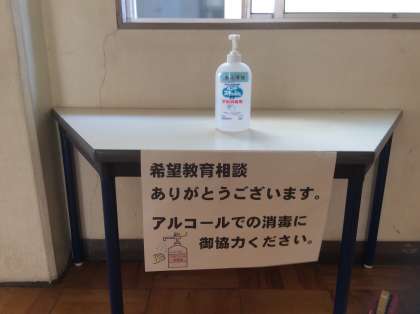 希望教育相談
ありがとうございます。
アルコールでの消毒に
御協力ください。